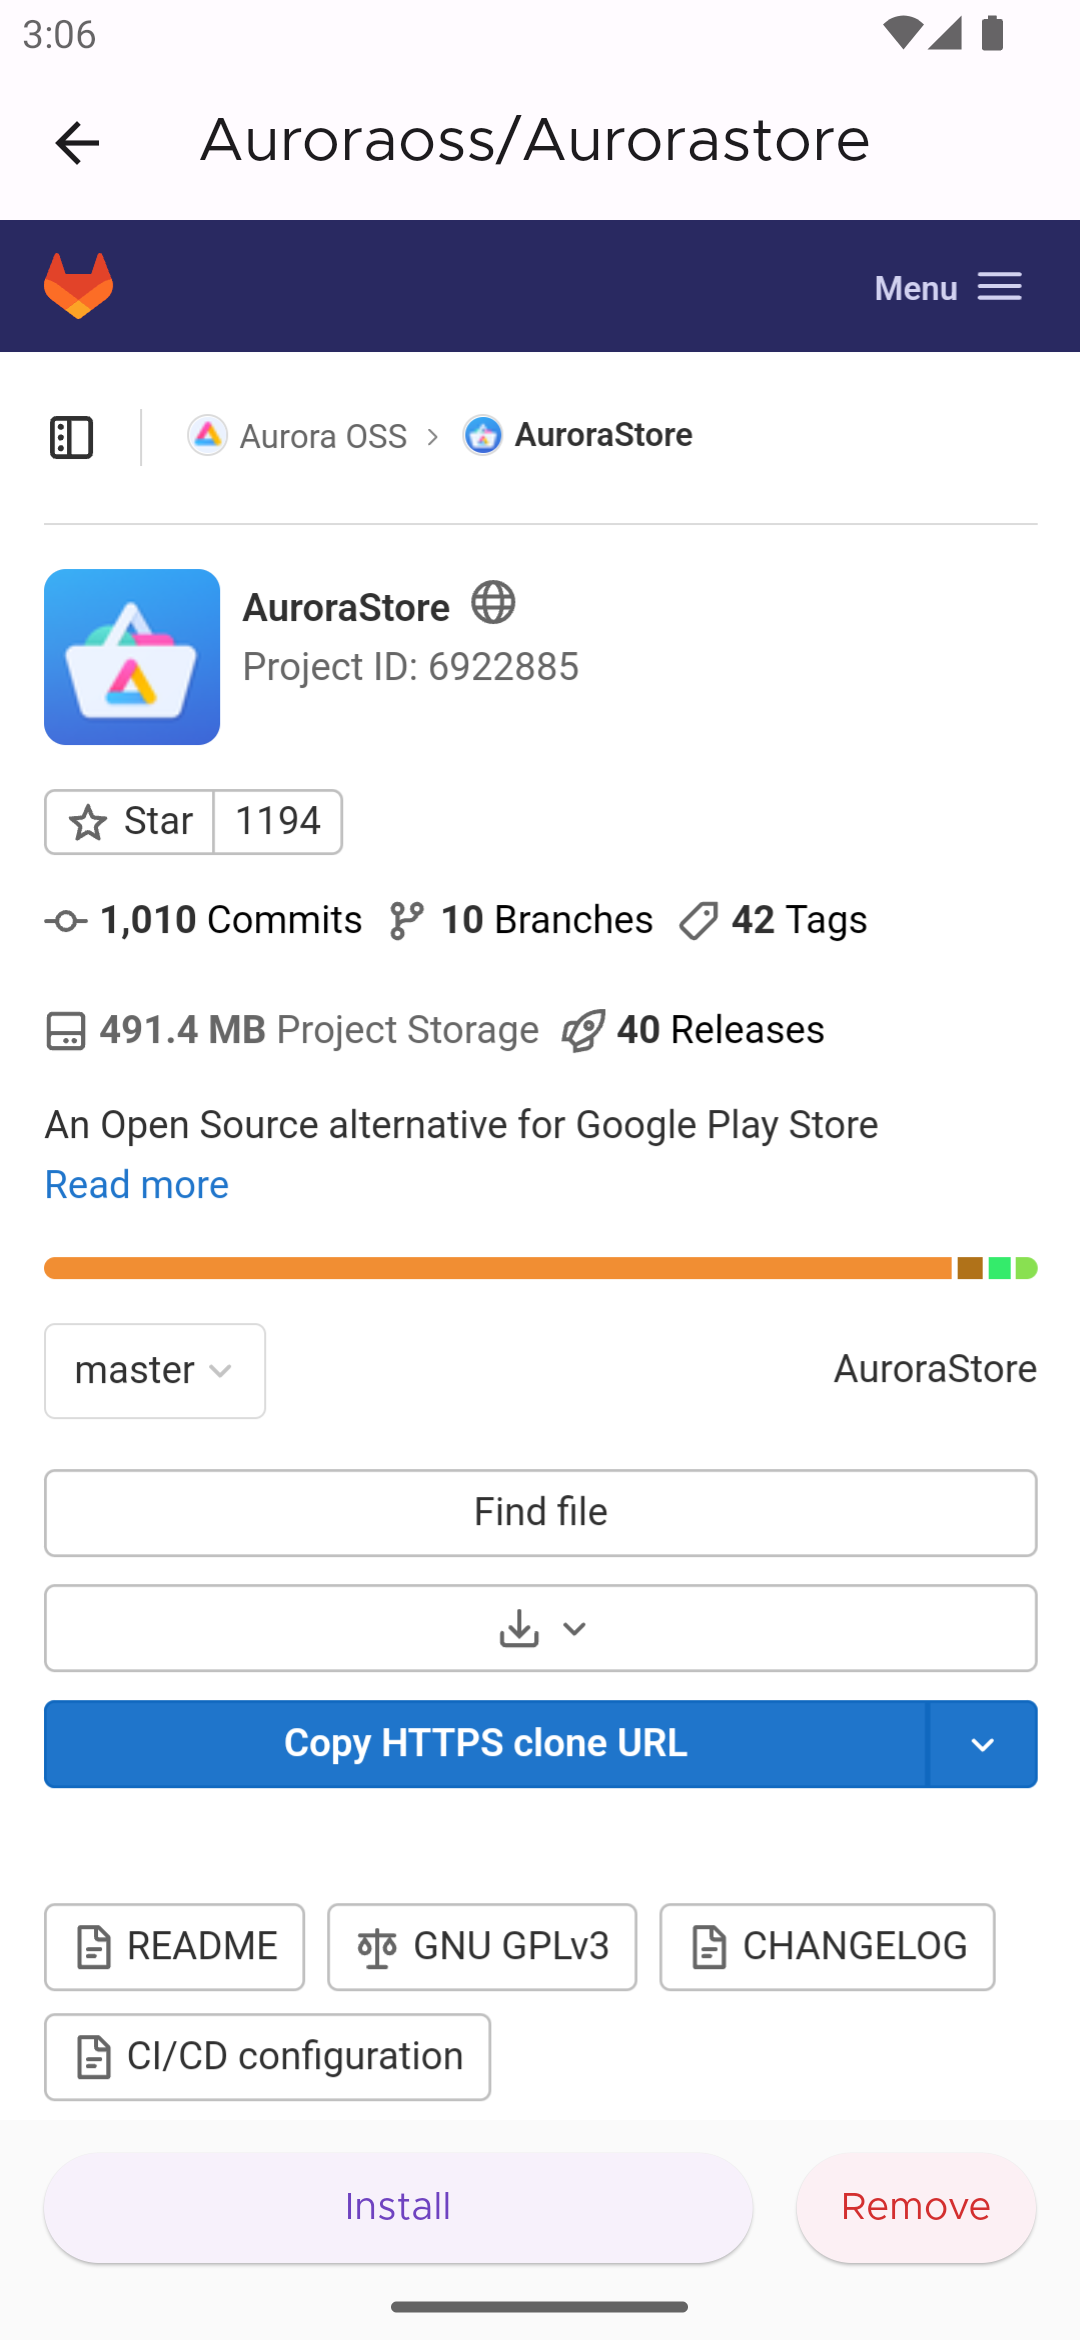 3:06
Auroraoss/Aurorastore
Menu
Aurora OSS > AuroraStore
AuroraStore
Project ID: 6922885
Star 1194
1,010 Commits 10 Branches 42 Tags
491.4 MB Project Storage 40 Releases
An Open Source alternative for Google Play Store
Read more
master AuroraStore
Find file
Copy HTTPS clone URL
README GNU GPLv3 CHANGELOG
CI/CD configuration
Install Remove